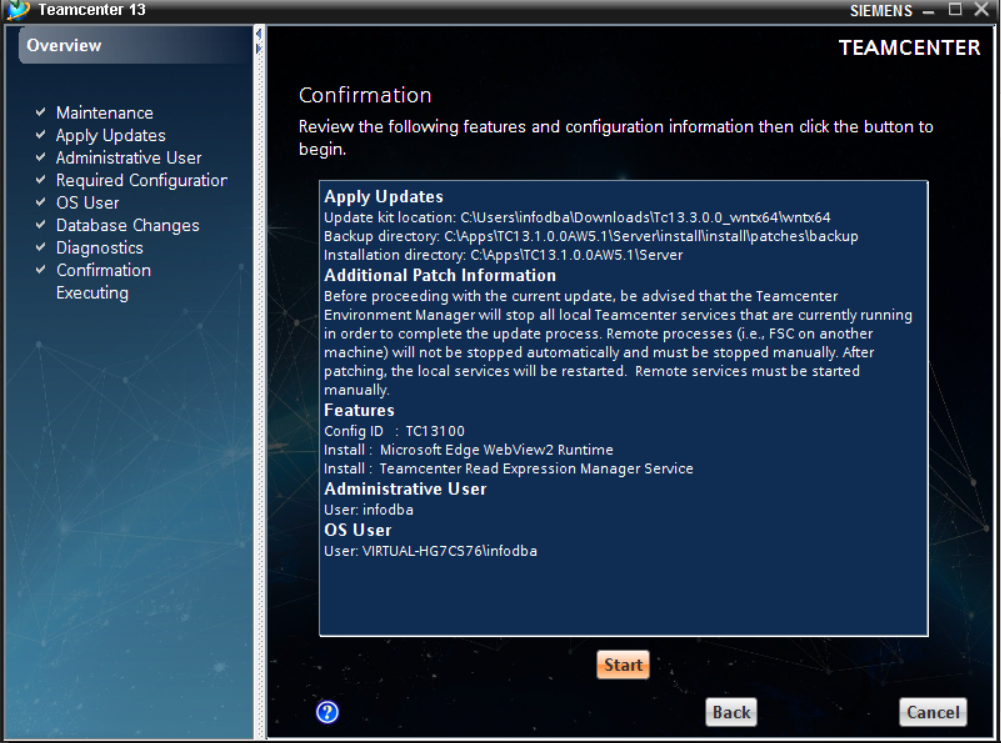 Teamcenter 13
SIEMENS
Overview
TEAMCENTER
Maintenance
Apply Updates
Administrative User
Required Configuration
OS User
Database Changes
Diagnostics
Confirmation
Executing
Confirmation
Review the following features and configuration information then click the button to
begin.
Apply Updates
Update kit location: C:\Users\infodba\Downloads\Tc13.3.0.0_wntx64\wntx64
Backup directory: C:\Apps\TC13.1.0.0AW5.1\Server\install\install\patches\backup
Installation directory: C:\Apps\TC13.1.0.0AW5.1\Server
Additional Patch Information
Before proceeding with the current update, be advised that the Teamcenter
Environment Manager will stop all local Teamcenter services that are currently running
in order to complete the update process. Remote processes (i.e., FSC on another
machine) will not be stopped automatically and must be stopped manually. After
patching, the local services will be restarted.  Remote services must be started
manually.
Features
Config ID  : TC13100
Install :  Microsoft Edge WebView2 Runtime
Install :  Teamcenter Read Expression Manager Service
Administrative User
User: infodba
OS User
User: VIRTUAL-HG7CS76\infodba
Start
?
Back
Cancel